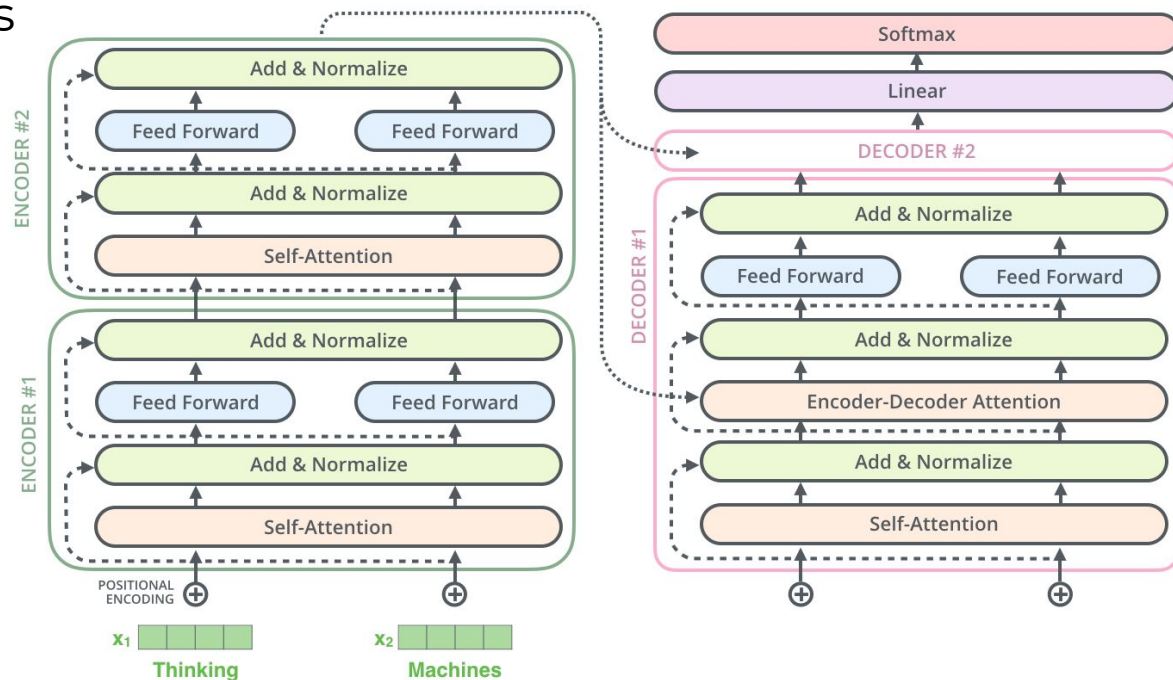 s
ENCODER #2
Add & Normalize
Feed Forward Feed Forward
Add & Normalize
Self-Attention
ENCODER #1
Add & Normalize
Feed Forward Feed Forward
Add & Normalize
Self-Attention
POSITIONAL
ENCODING
x₁ x₂
Thinking Machines
Softmax
Linear
DECODER #2
DECODER #1
Add & Normalize
Feed Forward Feed Forward
Add & Normalize
Encoder-Decoder Attention
Add & Normalize
Self-Attention